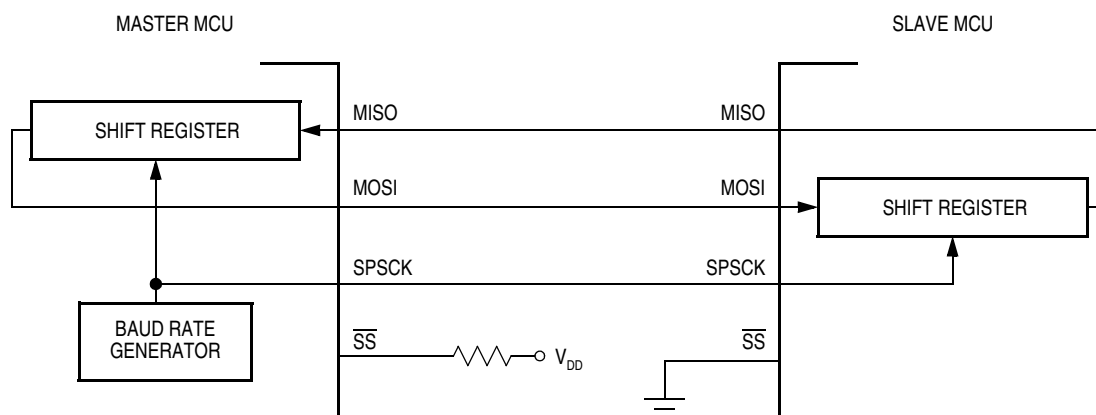 MASTER MCU
SLAVE MCU
SHIFT REGISTER
MISO
MISO
MOSI
MOSI
SHIFT REGISTER
SPSCK
SPSCK
BAUD RATE
GENERATOR
SS
VDD
SS